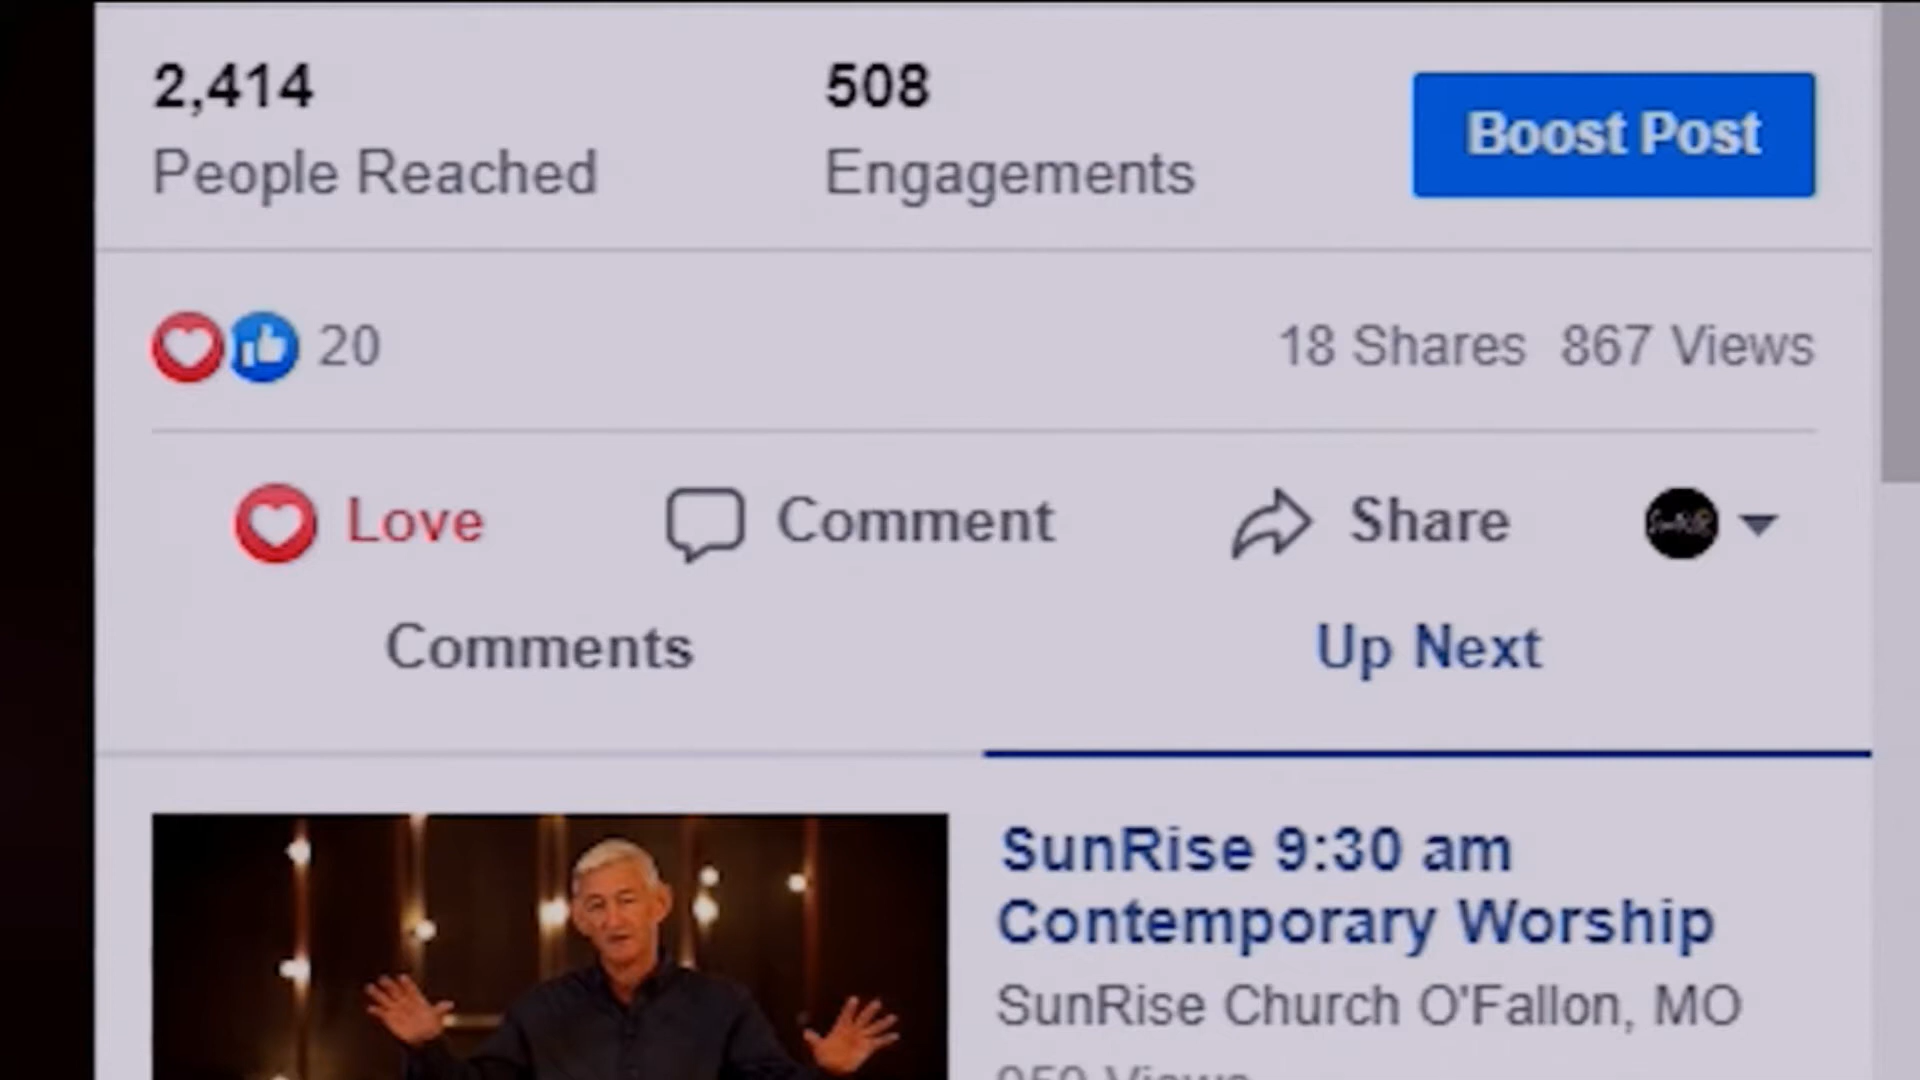 2,414
People Reached
508
Engagements
Boost Post
20
18 Shares 867 Views
Love
Comment
Share
Comments
Up Next
SunRise 9:30 am
Contemporary Worship
SunRise Church O'Fallon, MO